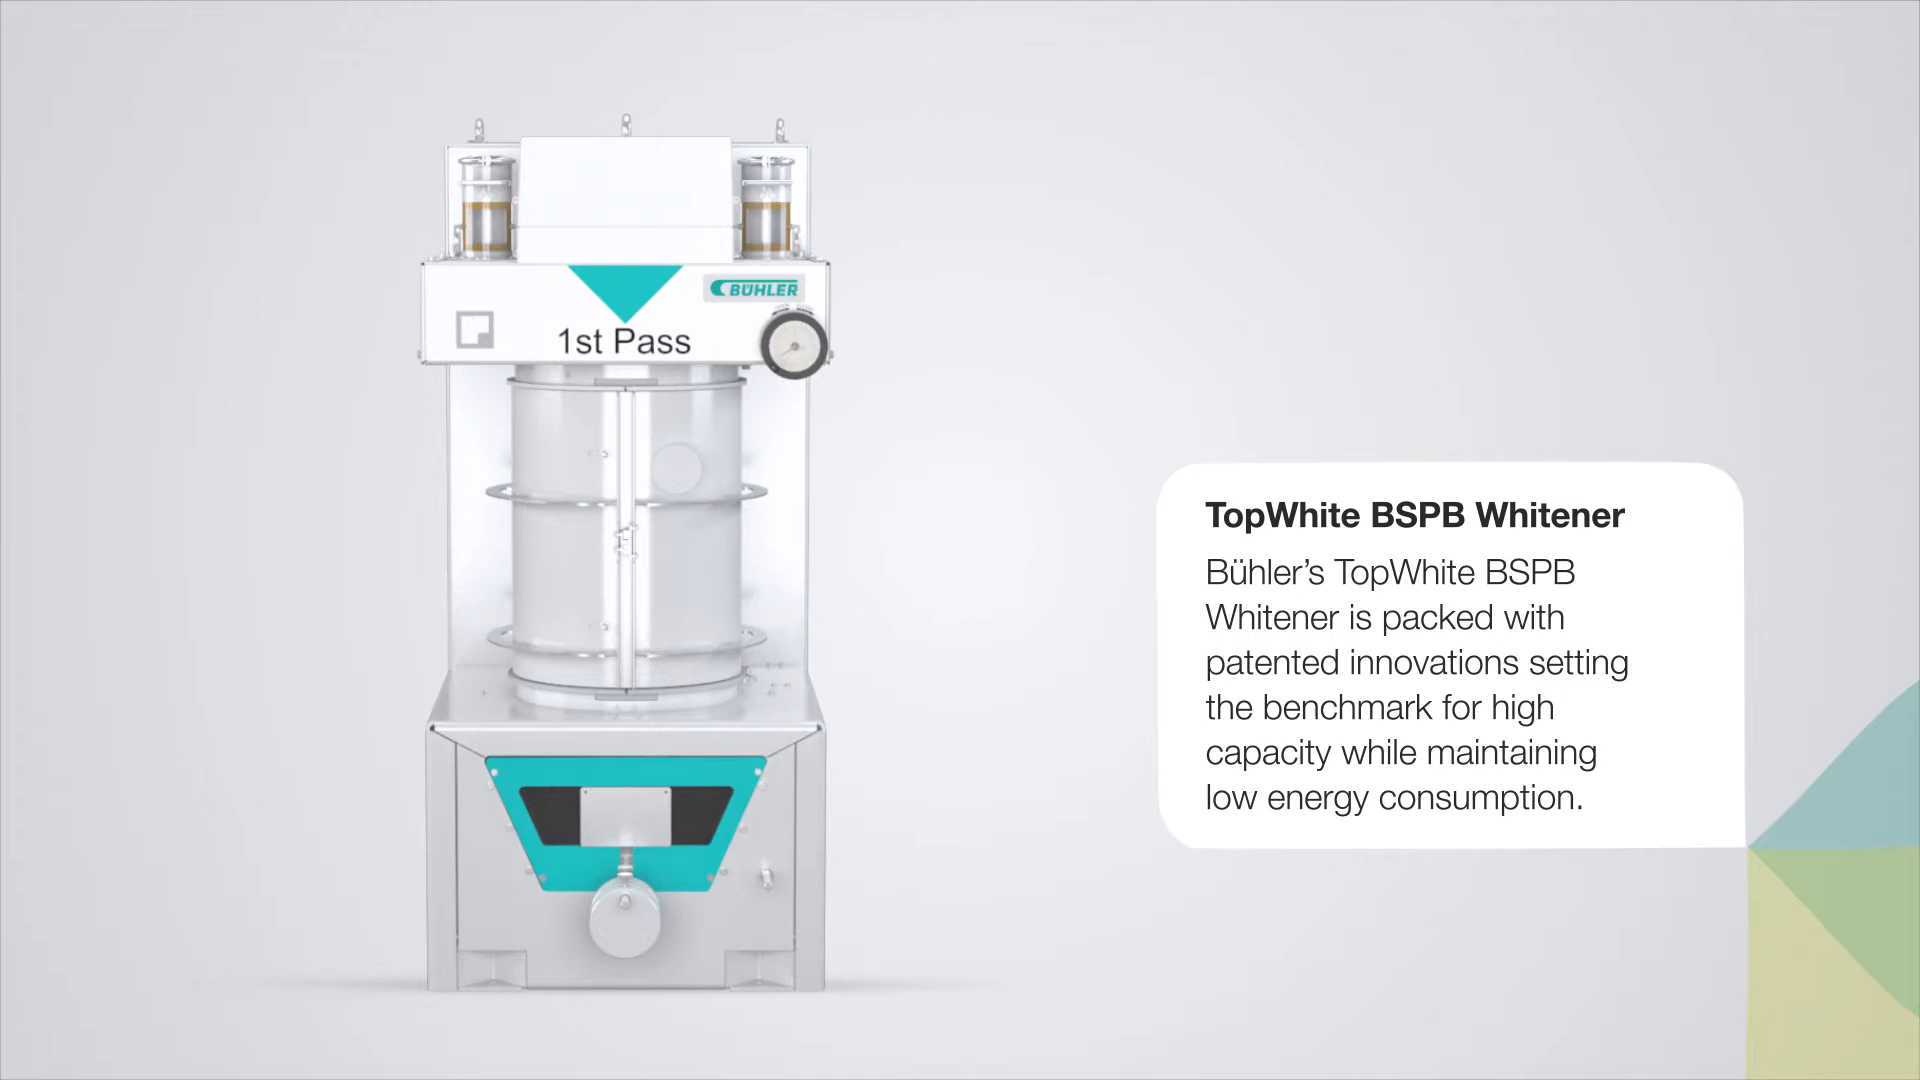 BÜHLER
1st Pass
TopWhite BSPB Whitener
Bühler’s TopWhite BSPB
Whitener is packed with
patented innovations setting
the benchmark for high
capacity while maintaining
low energy consumption.